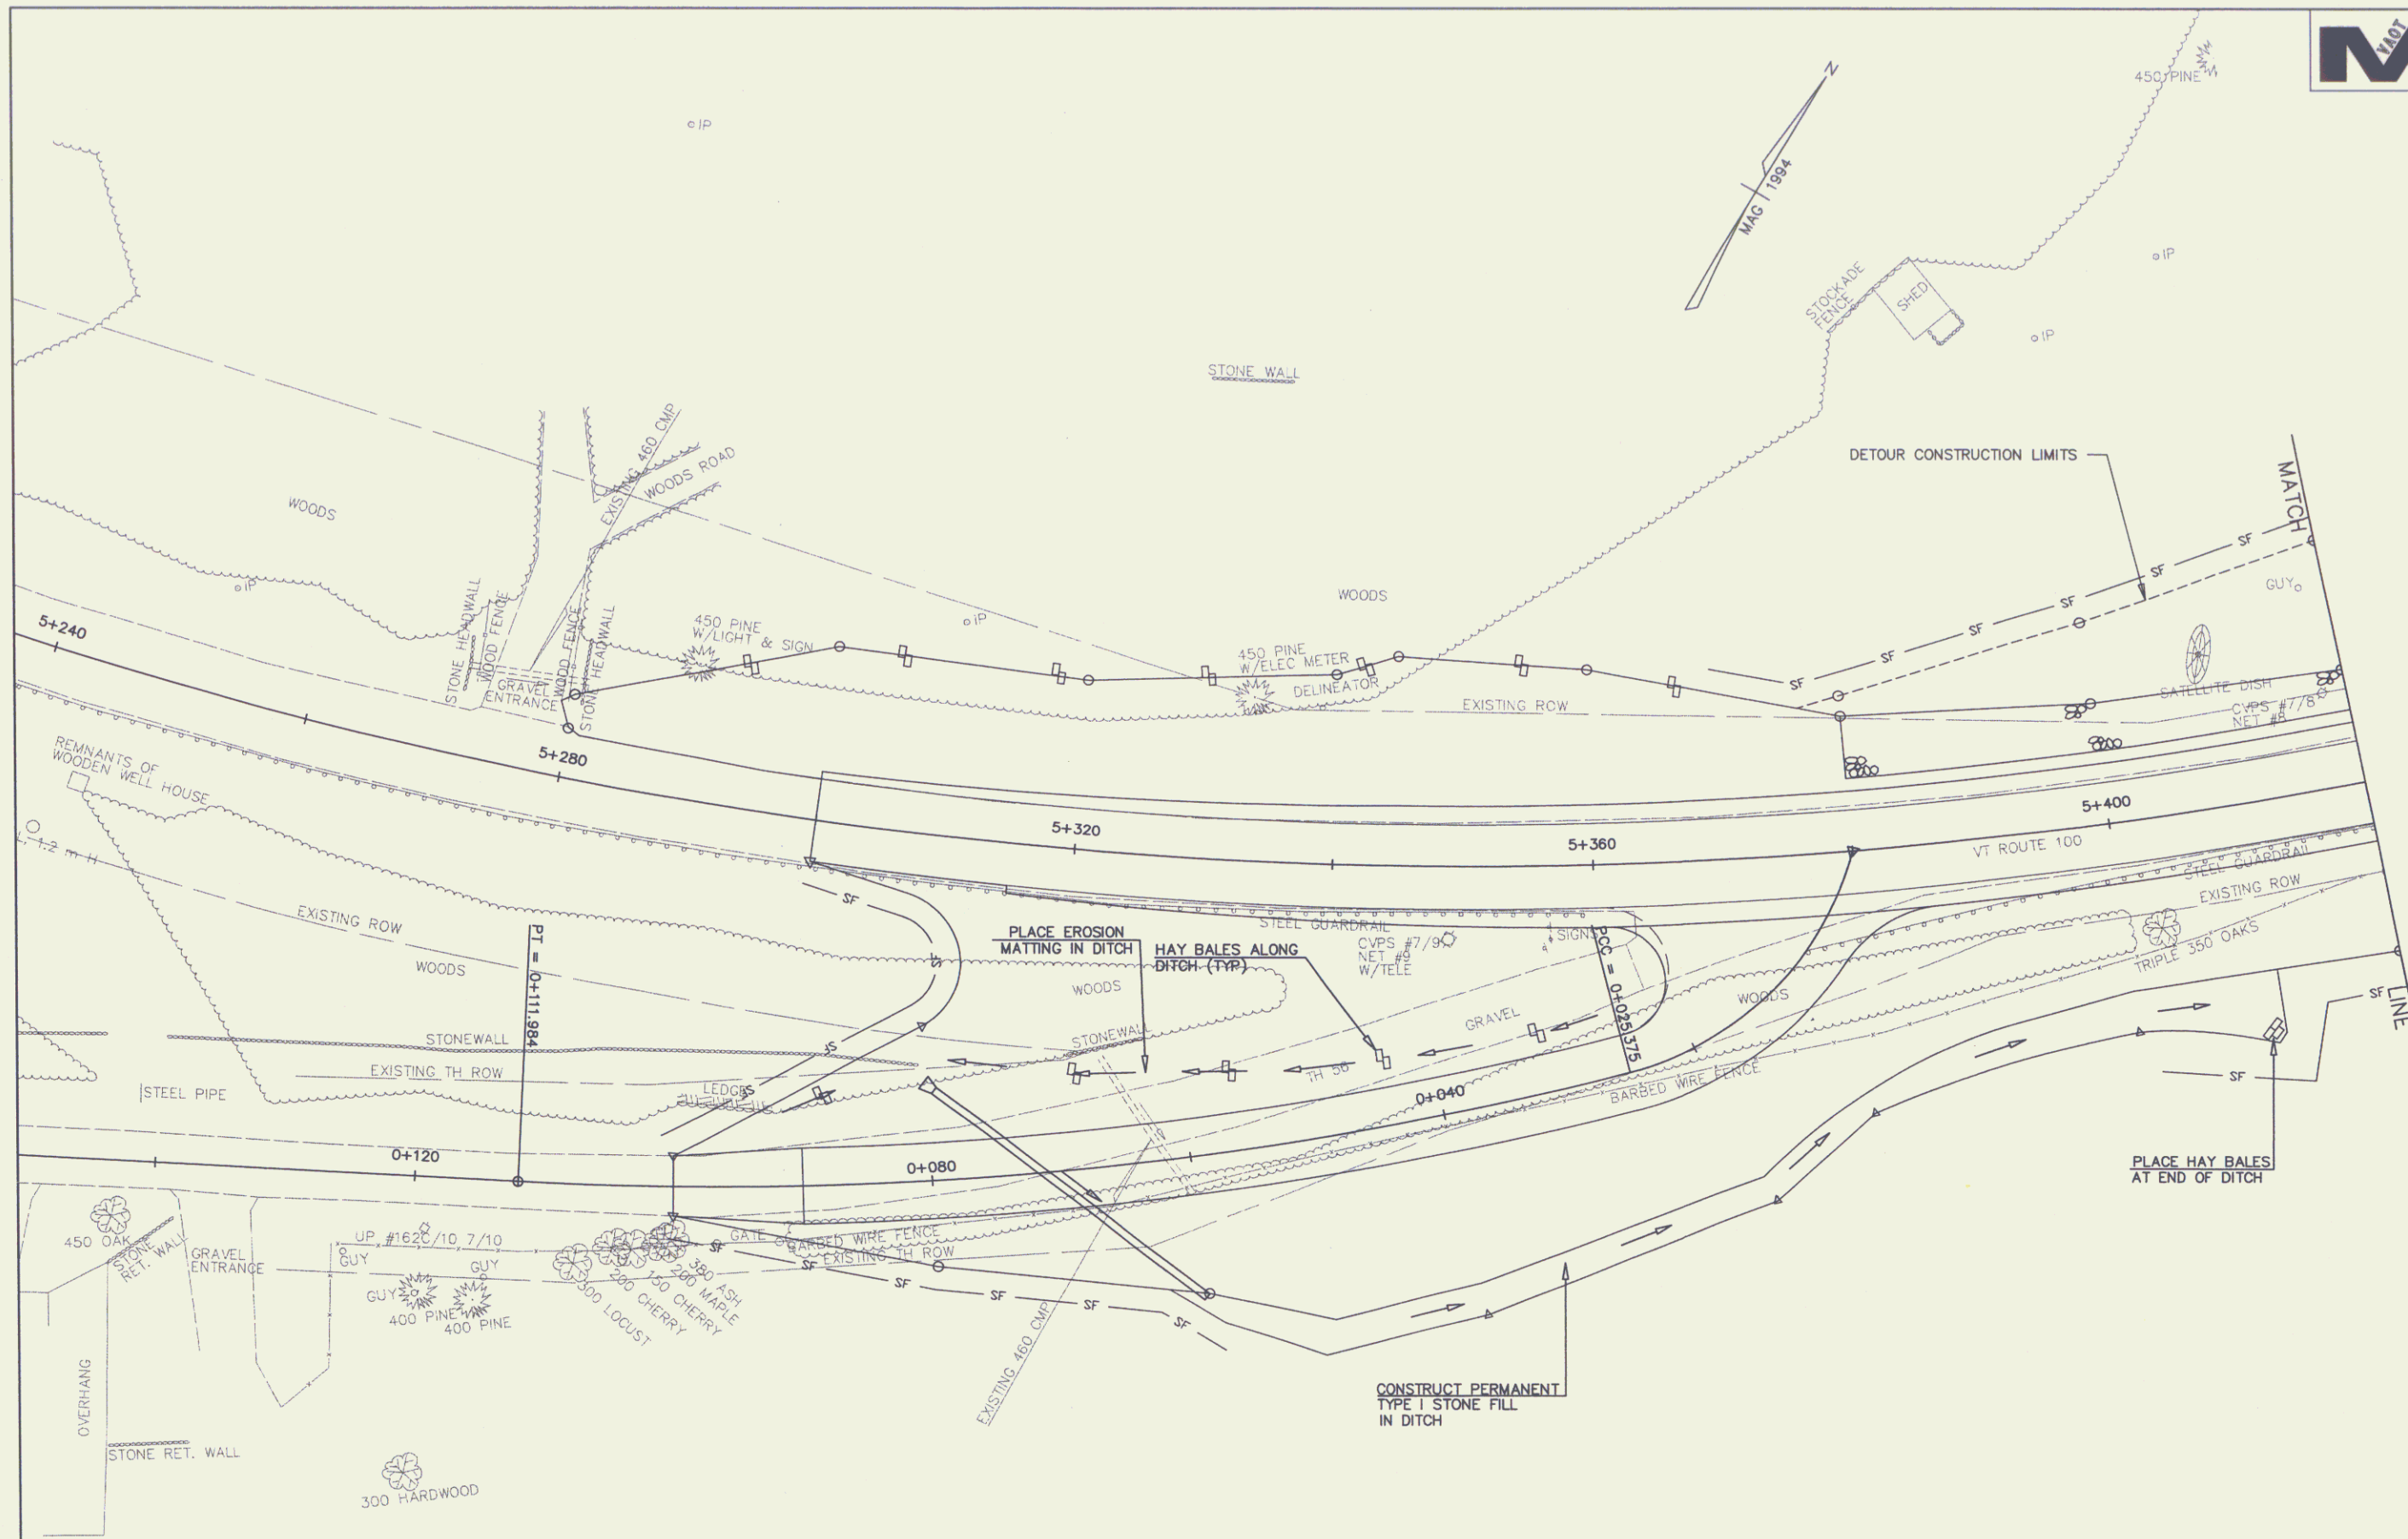 VAOT
450 PINE
IP
N
MAG 1994
IP
STOCKADE
FENCE
SHED
IP
STONE WALL
EXISTING 460 CMP
WOODS ROAD
DETOUR CONSTRUCTION LIMITS
MATCH
WOODS
SF
SF
SF
SF
SF
SF
GUY
IP
IP
WOODS
5+240
STONE HEADWALL
WOOD FENCE
WOOD FENCE
STONE HEADWALL
GRAVEL
ENTRANCE
450 PINE
W/LIGHT & SIGN
450 PINE
W/ELEC METER
DELINEATOR
EXISTING ROW
SATELLITE DISH
CVPS #7/8
NET #8
REMNANTS OF
WOODEN WELL HOUSE
5+280
5+320
5+360
5+400
VT ROUTE 100
1.2 m H
SF
STEEL GUARDRAIL
EXISTING ROW
EXISTING ROW
WOODS
PT = 0+111.984
PLACE EROSION
MATTING IN DITCH
HAY BALES ALONG
DITCH (TYP)
STEEL GUARDRAIL
CVPS #7/9
NET #9
W/TELE
SIGNS
PCC = 0+025.375
TRIPLE 350 OAKS
WOODS
WOODS
SF
SF
LINE
STONEWALL
STONEWALL
GRAVEL
SF
EXISTING TH ROW
TH 56
STEEL PIPE
LEDGE
SF
SF
0+040
BARBED WIRE FENCE
0+120
0+080
PLACE HAY BALES
AT END OF DITCH
450 OAK
STONE
RET. WALL
GRAVEL
ENTRANCE
UP #162C/10 7/10
GUY
GUY
GUY
400 PINE
400 PINE
GATE
BARBED WIRE FENCE
EXISTING TH ROW
SF
SF
SF
SF
SF
SF
380 ASH
200 MAPLE
150 CHERRY
200 CHERRY
300 LOCUST
EXISTING 460 CMP
CONSTRUCT PERMANENT
TYPE I STONE FILL
IN DITCH
OVERHANG
STONE RET. WALL
300 HARDWOOD